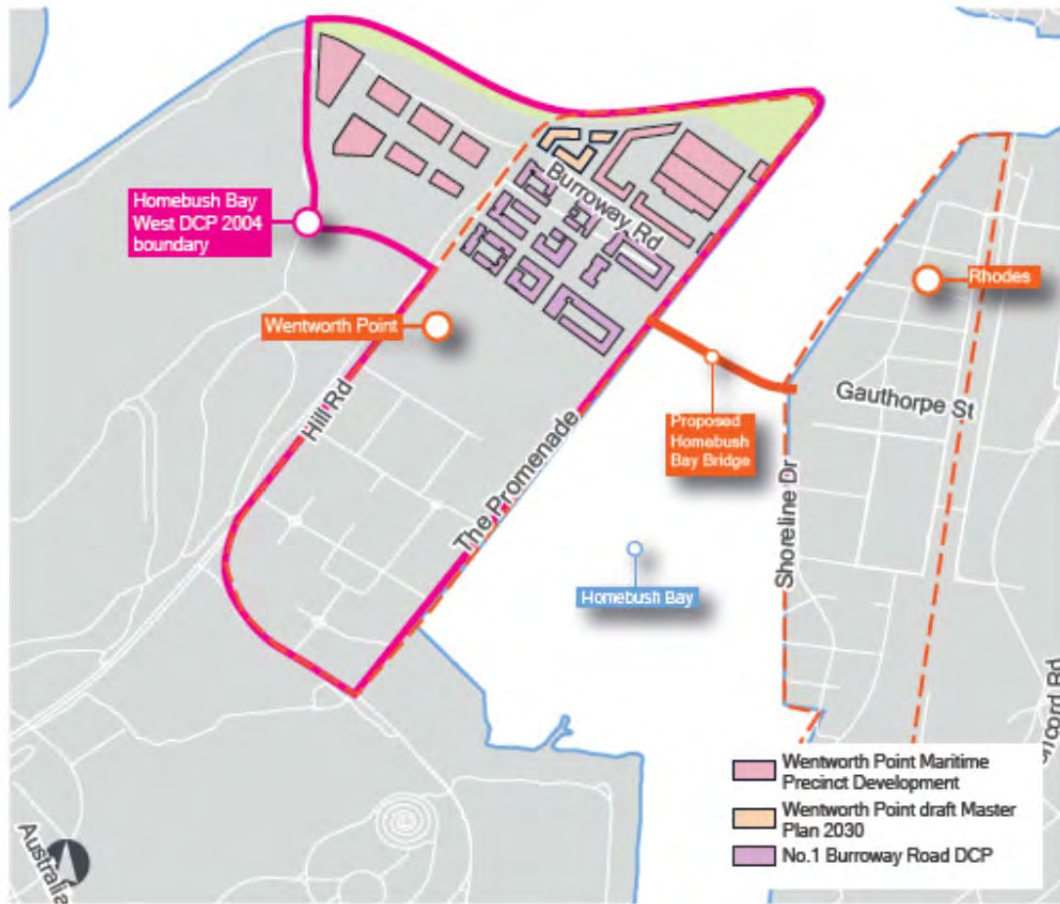 Homebush Bay
West DCP 2004
boundary
Burroway Rd
Rhodes
Wentworth Point
Hill Rd
Proposed
Homebush
Bay Bridge
Gauthorpe St
The Promenade
Shoreline Dr
Homebush Bay
Wentworth Point Maritime
Precinct Development
Wentworth Point draft Master
Plan 2030
No.1 Burroway Road DCP
Australia